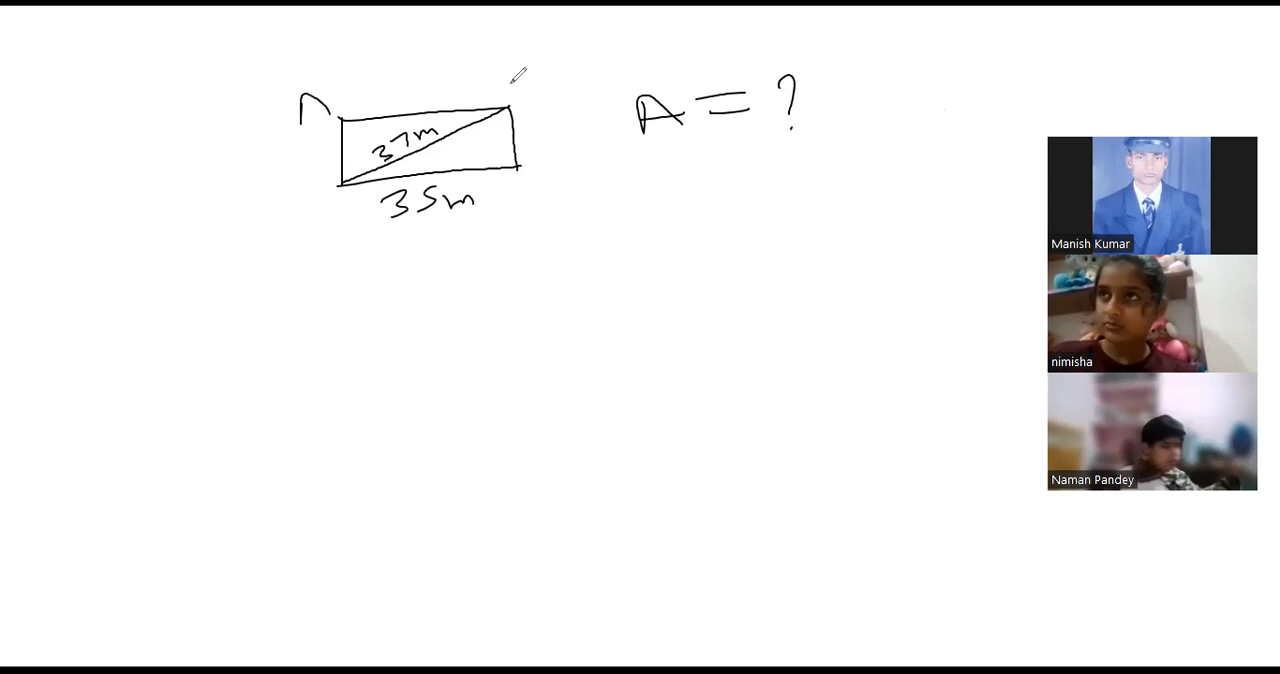 A = ?
37m
35m
Manish Kumar
nimisha
Naman Pandey